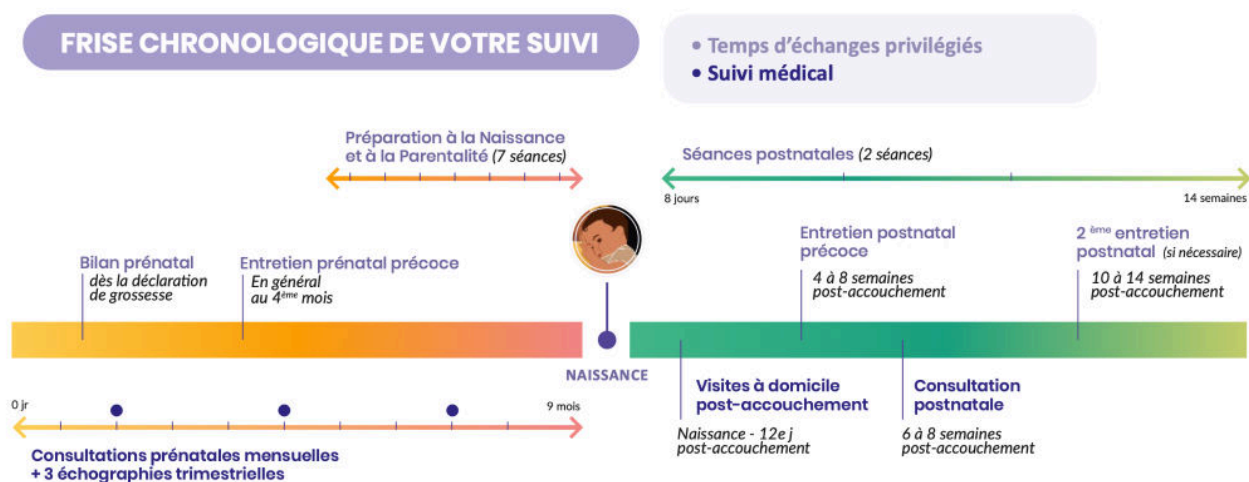 FRISE CHRONOLOGIQUE DE VOTRE SUIVI
• Temps d'échanges privilégiés
• Suivi médical
Préparation à la Naissance
et à la Parentalité (7 séances)
Séances postnatales (2 séances)
8 jours
14 semaines
Bilan prénatal
dès la déclaration
de grossesse
Entretien prénatal précoce
En général
au 4ème mois
Entretien postnatal
précoce
4 à 8 semaines
post-accouchement
2 ème entretien
postnatal (si nécessaire)
10 à 14 semaines
post-accouchement
NAISSANCE
0 jr
9 mois
Consultations prénatales mensuelles
+ 3 échographies trimestrielles
Visites à domicile
post-accouchement
Naissance - 12e j
post-accouchement
Consultation
postnatale
6 à 8 semaines
post-accouchement